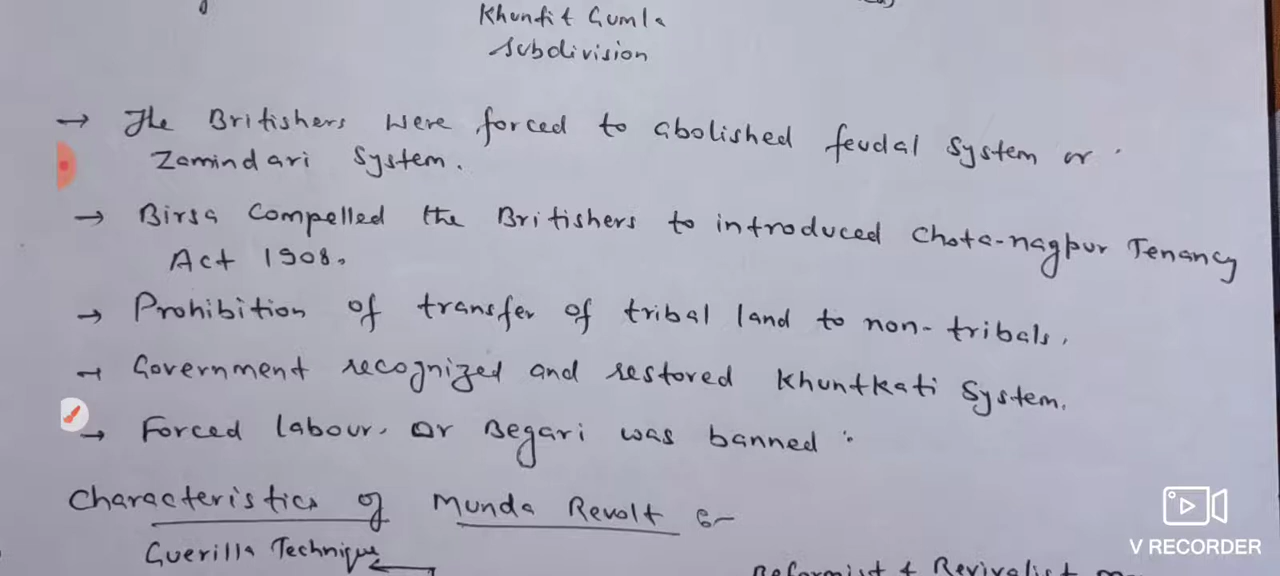 Khunti & Gumla
Subdivision
→ The Britishers were forced to abolished feudal system or
Zamindari System.
→ Birsa compelled the Britishers to introduced Chota-nagpur Tenancy
Act 1908.
→ Prohibition of transfer of tribal land to non-tribals.
→ Government recognized and restored Khuntkati System.
→ Forced labour. Or Begari was banned.
Characteristics of Munda Revolt :-
Guerilla Technique
Reformist & Revivalist
V RECORDER